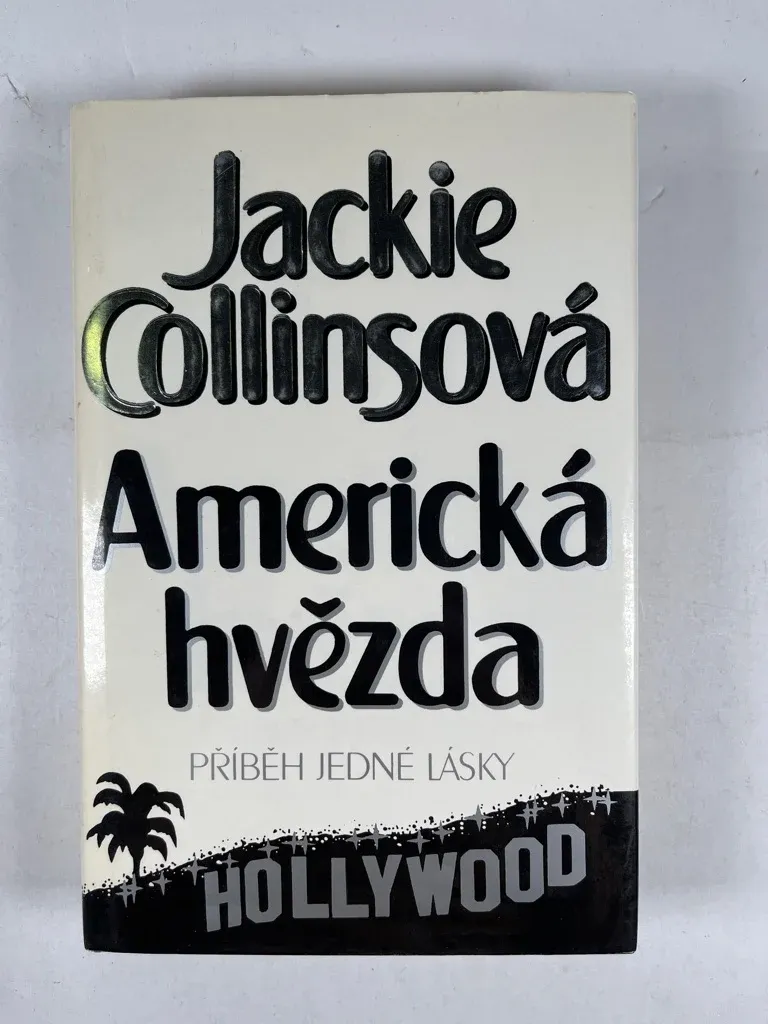 Jackie
Collinsová
Americká
hvězda
PŘÍBĚH JEDNÉ LÁSKY
HOLLYWOOD